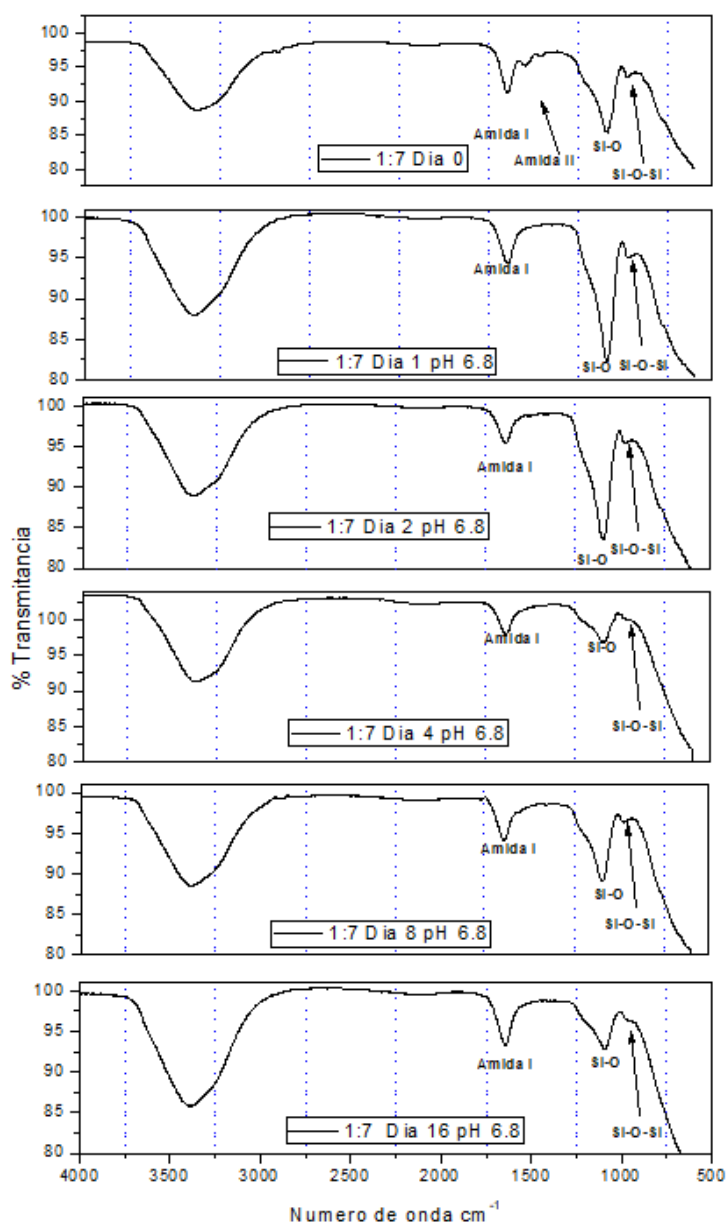 100
95
90
85
80
Amida I
Amida II
Si-O
Si-O-Si
1:7 Dia 0
100
95
90
85
80
Amida I
Si-O
Si-O-Si
1:7 Dia 1 pH 6.8
100
95
90
85
80
Amida I
Si-O
Si-O-Si
1:7 Dia 2 pH 6.8
% Transmitancia
100
95
90
85
80
Amida I
Si-O
Si-O-Si
1:7 Dia 4 pH 6.8
100
95
90
85
80
Amida I
Si-O
Si-O-Si
1:7 Dia 8 pH 6.8
100
95
90
85
80
Amida I
Si-O
Si-O-Si
1:7 Dia 16 pH 6.8
4000 3500 3000 2500 2000 1500 1000 500
Numero de onda cm⁻¹